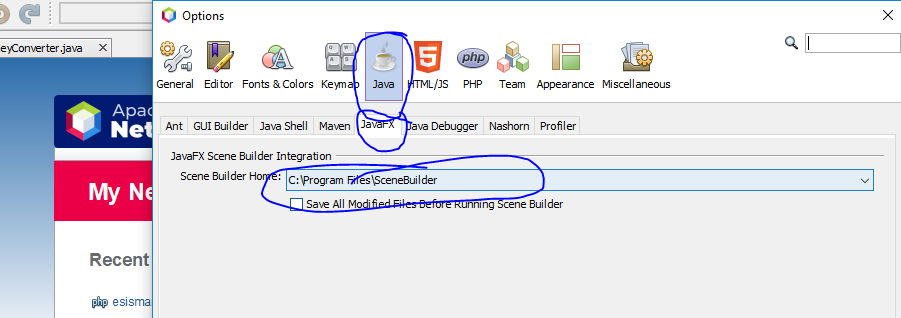 Options
eyConverter.java
General Editor Fonts & Colors Keymap Java HTML/JS PHP Team Appearance Miscellaneous
php
Apac
Net
Ant GUI Builder Java Shell Maven JavaFX Java Debugger Nashorn Profiler
JavaFX Scene Builder Integration
Scene Builder Home: C:\Program Files\SceneBuilder
My Ne
Save All Modified Files Before Running Scene Builder
Recent
php esisma